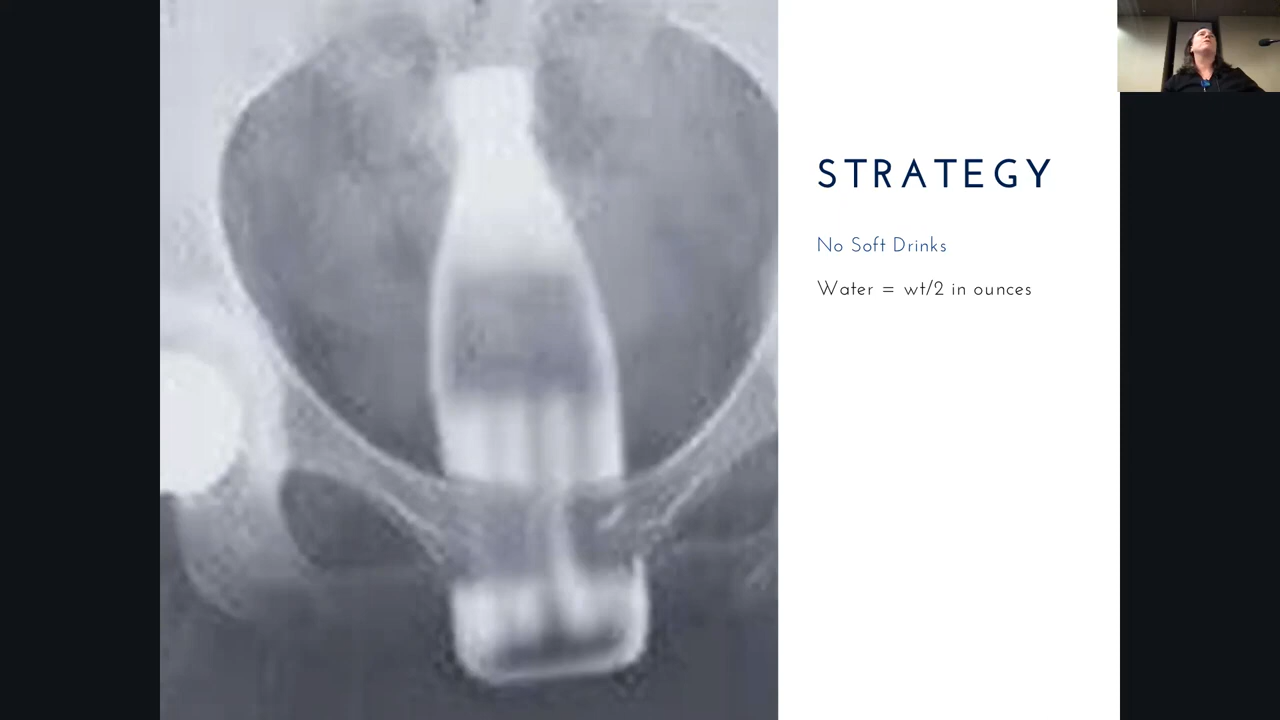 STRATEGY
No Soft Drinks
Water = wt/2 in ounces